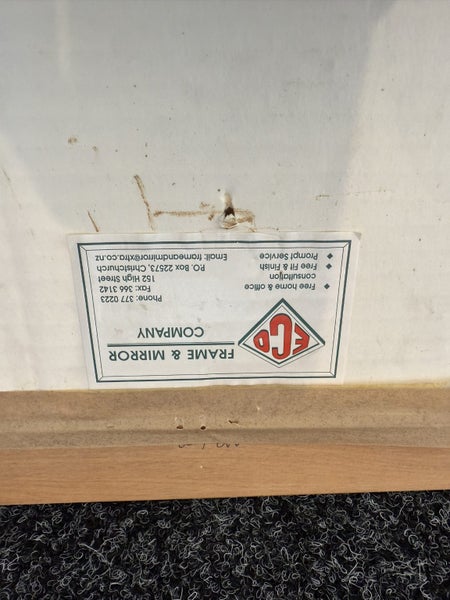 ECO
FRAME & MIRROR
COMPANY
◆ Free home & office
consultation
◆ Free Fit & Finish
◆ Prompt Service
Phone: 377 0223
Fax: 366 3142
152 High Street
P.O. Box 22573, Christchurch
Email: frameandmirror@xtra.co.nz